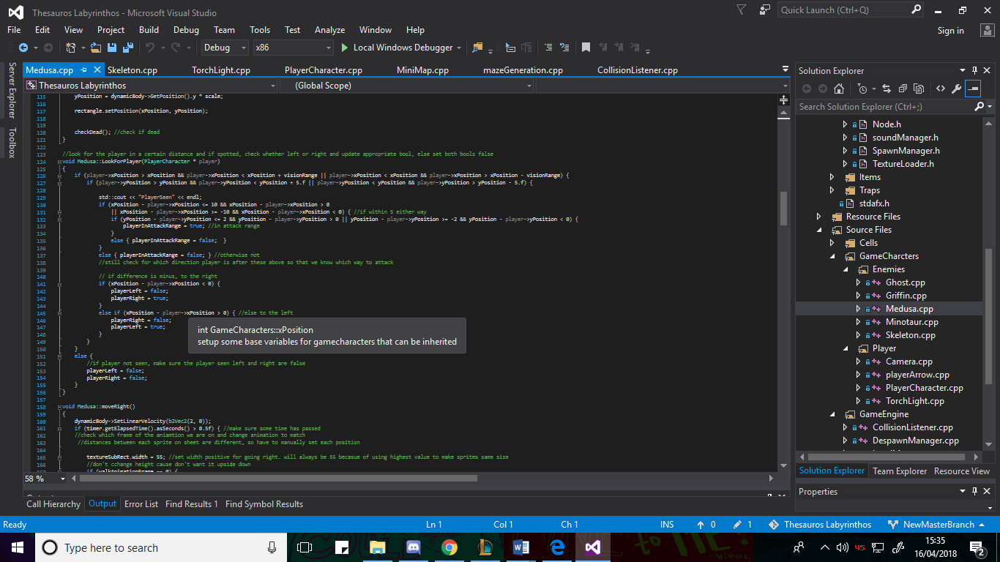 Thesauros Labyrinthos - Microsoft Visual Studio
Quick Launch (Ctrl+Q)
File Edit View Project Build Debug Team Tools Test Analyze Window Help
Sign in
Debug x86 Local Windows Debugger
Server Explorer
Toolbox
Medusa.cpp Skeleton.cpp TorchLight.cpp PlayerCharacter.cpp MiniMap.cpp mazeGeneration.cpp CollisionListener.cpp
Thesauros Labyrinthos (Global Scope)
115 yPosition = dynamicBody->GetPosition().y * scale;
116
117 rectangle.setPosition(xPosition, yPosition);
118
119
120 checkDead(); //check if dead
121 }
122
123 //look for the player in a certain distance and if spotted, check whether left or right and update appropriate bool, else set both bools false
124 void Medusa::LookForPlayer(PlayerCharacter * player)
125 {
126 if (player->xPosition > xPosition && player->xPosition < xPosition + visionRange || player->xPosition < xPosition && player->xPosition > xPosition - visionRange) {
127 if (player->yPosition > yPosition && player->yPosition < yPosition + 5.f || player->yPosition < yPosition && player->yPosition > yPosition - 5.f) {
128
129 std::cout << "PlayerSeen" << endl;
130 if (xPosition - player->xPosition <= 10 && xPosition - player->xPosition > 0
131 || xPosition - player->xPosition >= -10 && xPosition - player->xPosition < 0) { //if within 5 either way
132 if (yPosition - player->yPosition <= 2 && yPosition - player->yPosition > 0 || yPosition - player->yPosition >= -2 && yPosition - player->yPosition < 0) {
133 playerInAttackRange = true; //in attack range
134 }
135 else { playerInAttackRange = false; }
136 }
137 else { playerInAttackRange = false; } //otherwise not
138 //still check for which direction player is after these above so that we know which way to attack
139
140 // if difference is minus, to the right
141 if (xPosition - player->xPosition < 0) {
142 playerLeft = false;
143 playerRight = true;
144 }
145 else if (xPosition - player->xPosition > 0) { //else to the left
146 playerRight = false;
147 playerLeft = true;
148 }
149 }
150 }
151 else {
152 //if player not seen, make sure the player seen left and right are false
153 playerLeft = false;
154 playerRight = false;
155 }
156 }
157
158 void Medusa::moveRight()
159 {
160 dynamicBody->SetLinearVelocity(b2Vec2(2, 0));
161 if (timer.getElapsedTime().asSeconds() > 0.5f) { //make sure some time has passed
162 //check which frame of the aniamtion we are on and change animation to match
163 //distances between each sprite on sheet are different, so have to manually set each position
164
165 textureSubRect.width = 55; //set width positive for going right. will always be 55 becasue of using highest value to make sprites same size
166 //don't cchange height cause don't want it upside down
int GameCharacters::xPosition
setup some base variables for gamecharacters that can be inherited
58 %
Call Hierarchy Output Error List Find Results 1 Find Symbol Results
Solution Explorer
Search Solution Explorer (Ctrl+;)
Node.h
soundManager.h
SpawnManager.h
TextureLoader.h
Items
Traps
stdafx.h
Resource Files
Source Files
Cells
GameCharcters
Enemies
Ghost.cpp
Griffin.cpp
Medusa.cpp
Minotaur.cpp
Skeleton.cpp
Player
Camera.cpp
playerArrow.cpp
PlayerCharacter.cpp
TorchLight.cpp
GameEngine
CollisionListener.cpp
DespawnManager.cpp
Solution Explorer Team Explorer Resource View
Properties
Ready Ln 1 Col 1 Ch 1 INS 0 1 Thesauros Labyrinthos NewMasterBranch
Type here to search
45
15:35
16/04/2018
2